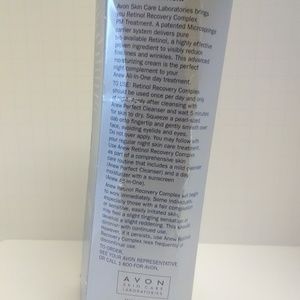 Avon Skin Care Laboratories brings
you Retinol Recovery Complex
PM Treatment. A patented Microsponge
carrier system delivers pure
available Retinol, a highly effective
proven ingredient to visibly reduce
fine lines and wrinkles. This advanced
moisturizing cream is the perfect
night complement to your
Anew All-In-One day treatment.
TO USE: Retinol Recovery Complex
should be used once per day and only
at night. Apply after cleansing with
Anew Perfect Cleanser and wait 5 minutes
for skin to dry. Squeeze a pearl-sized
dab onto fingertip and gently smooth over
face, avoiding eyelids and eyes.
Do not over apply. You may follow with
your regular night skin care treatment.
Use Anew Retinol Recovery Complex
as part of a comprehensive skin
care routine that includes a mild cleanser
(Anew Perfect Cleanser) and a day
moisturizer with a sunscreen
(Anew All-In-One).
Anew Retinol Recovery Complex will begin
to work immediately. Some individuals,
especially those with a fair complexion
or sensitive, easily irritated skin,
develop a slight tingling sensation
a slight reddening. This should
with continued use.
However, if it persists, use Anew Retinol
Recovery Complex less frequently or
discontinue use.
TO ORDER,
SEE YOUR AVON REPRESENTATIVE
OR CALL 1-800-FOR-AVON.
AVON
SKIN CARE
LABORATORIES